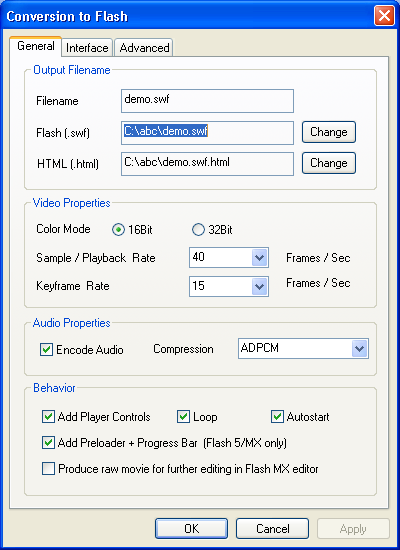 Conversion to Flash
General Interface Advanced
Output Filename
Filename demo.swf
Flash (.swf) C:\abc\demo.swf Change
HTML (.html) C:\abc\demo.swf.html Change
Video Properties
Color Mode 16Bit 32Bit
Sample / Playback Rate 40 Frames / Sec
Keyframe Rate 15 Frames / Sec
Audio Properties
Encode Audio Compression ADPCM
Behavior
Add Player Controls Loop Autostart
Add Preloader + Progress Bar (Flash 5/MX only)
Produce raw movie for further editing in Flash MX editor
OK Cancel Apply